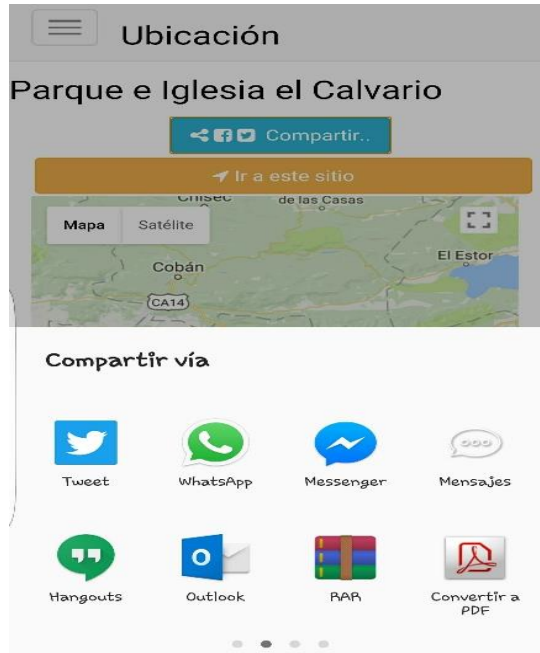 Ubicación
Parque e Iglesia el Calvario
Compartir..
Ir a este sitio
Chisec
de las Casas
Mapa
Satélite
El Estor
Cobán
CA14
Compartir vía
Tweet
WhatsApp
Messenger
Mensajes
Hangouts
Outlook
RAR
Convertir a
PDF